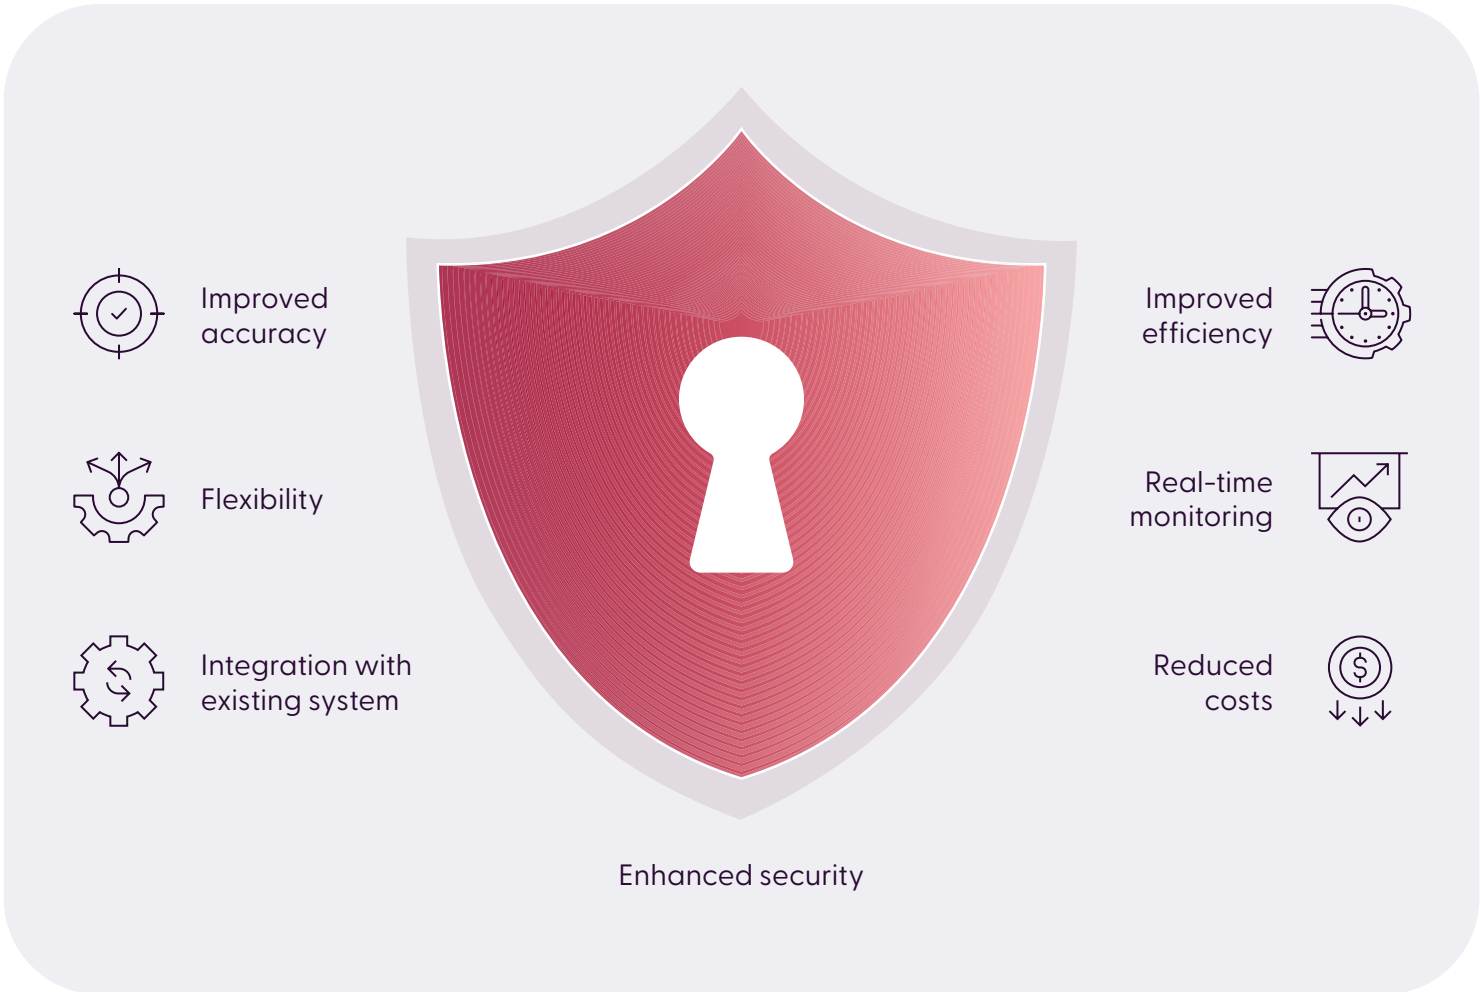 Improved
accuracy
Flexibility
Integration with
existing system
Improved
efficiency
Real-time
monitoring
$
Reduced
costs
Enhanced security